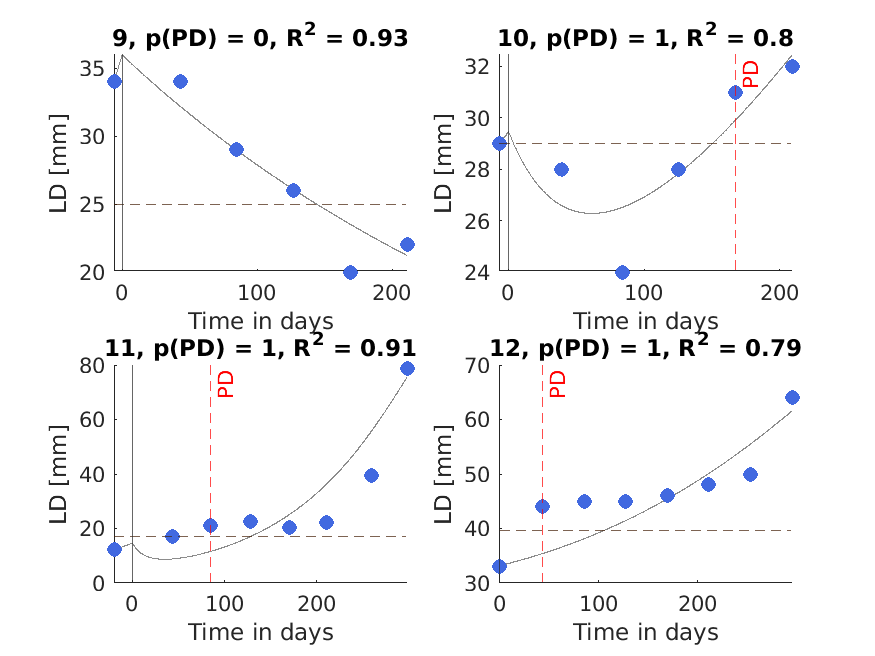 9, p(PD) = 0, R² = 0.93
LD [mm]
35
30
25
20
0 100 200
Time in days
10, p(PD) = 1, R² = 0.8
LD [mm]
32
30
28
26
24
PD
0 100 200
Time in days
11, p(PD) = 1, R² = 0.91
LD [mm]
80
60
40
20
0
PD
0 100 200
Time in days
12, p(PD) = 1, R² = 0.79
LD [mm]
70
60
50
40
30
PD
0 100 200
Time in days